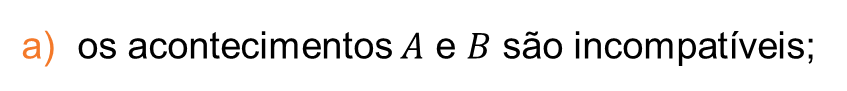 a) os acontecimentos A e B são incompatíveis;